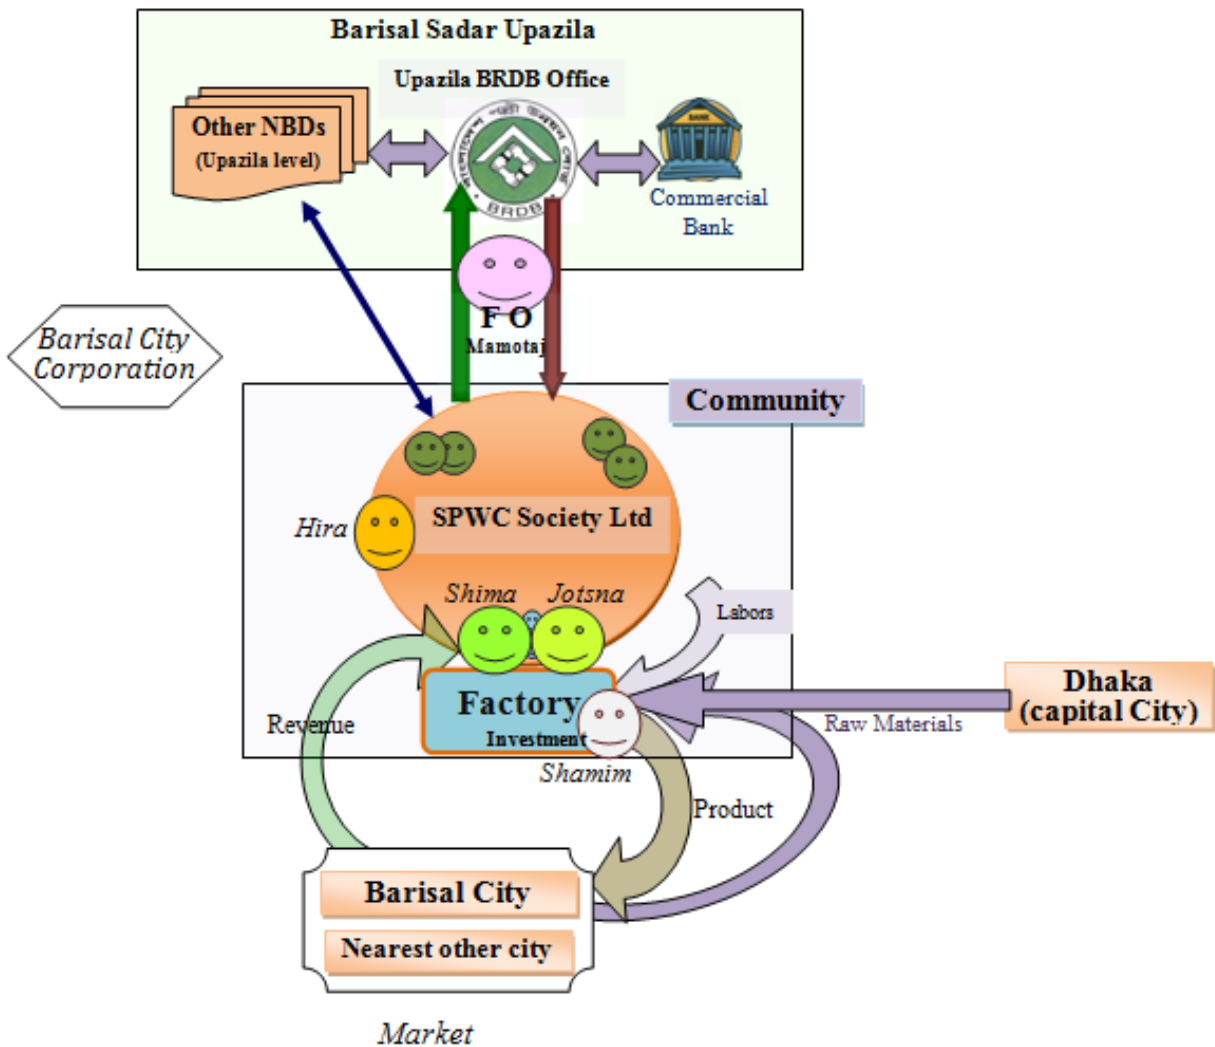 Barisal Sadar Upazila
Upazila BRDB Office
Other NBDs
(Upazila level)
BANK
BRDB
Commercial
Bank
F O
Mamotaj
Barisal City
Corporation
Community
SPWC Society Ltd
Hira
Shima
Jotsna
Labors
Factory
Investment
Shamim
Revenue
Dhaka
(capital City)
Raw Materials
Product
Barisal City
Nearest other city
Market